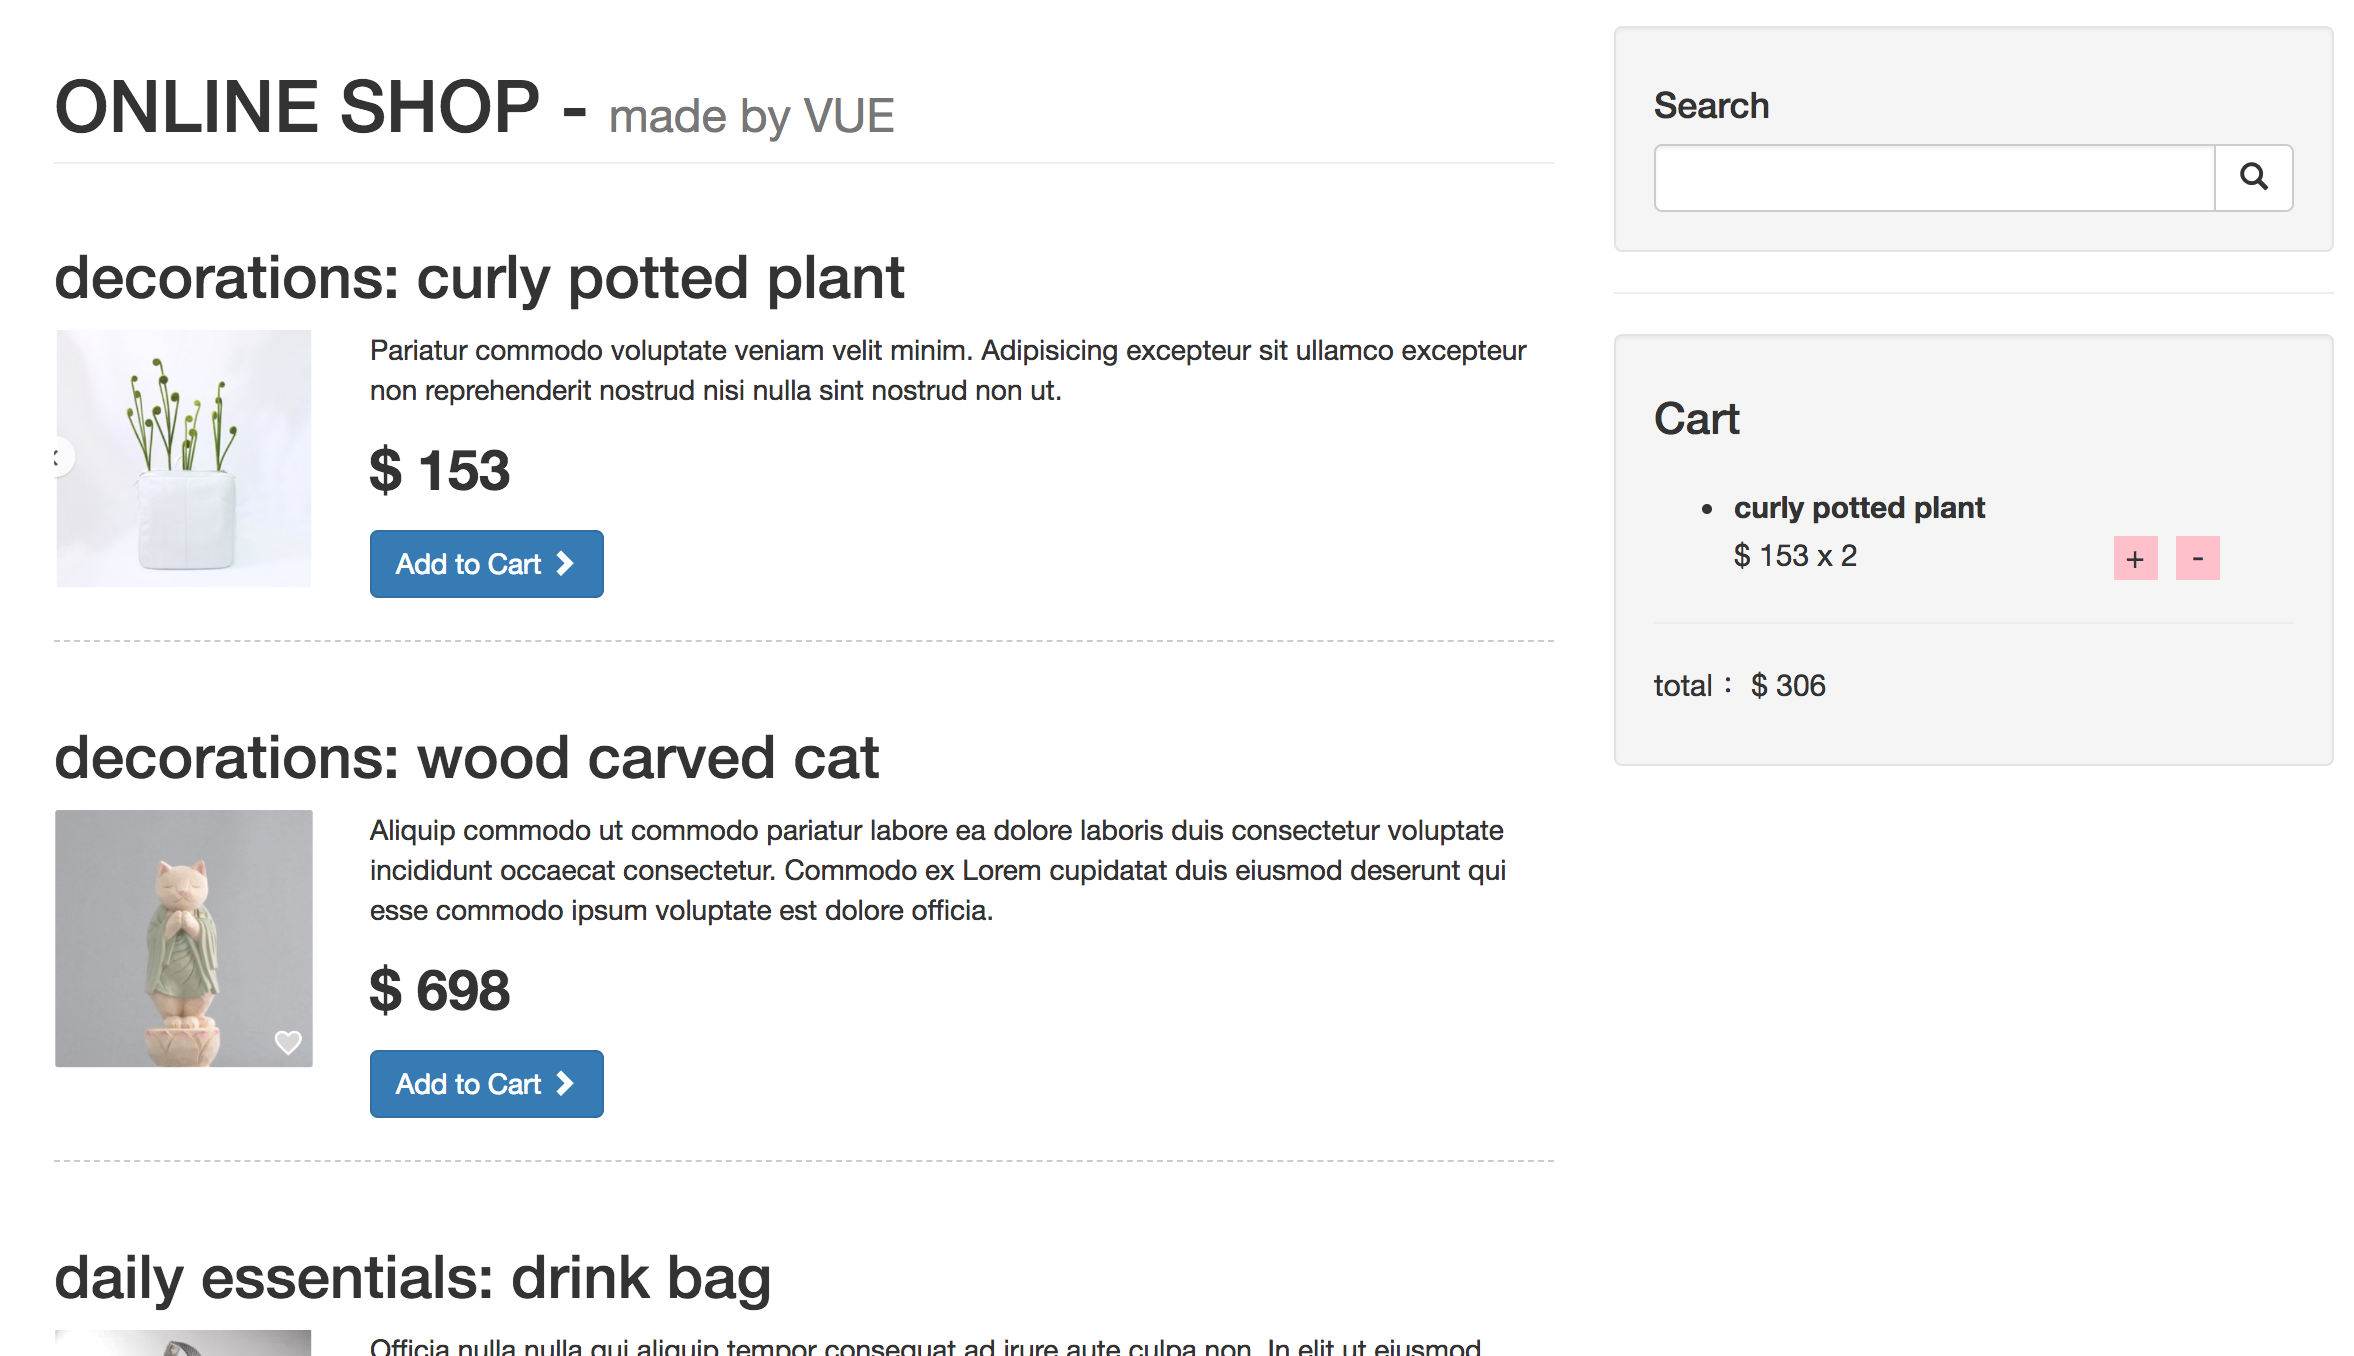 ONLINE SHOP - made by VUE
decorations: curly potted plant
Pariatur commodo voluptate veniam velit minim. Adipisicing excepteur sit ullamco excepteur
non reprehenderit nostrud nisi nulla sint nostrud non ut.
$ 153
Add to Cart
decorations: wood carved cat
Aliquip commodo ut commodo pariatur labore ea dolore laboris duis consectetur voluptate
incididunt occaecat consectetur. Commodo ex Lorem cupidatat duis eiusmod deserunt qui
esse commodo ipsum voluptate est dolore officia.
$ 698
Add to Cart
daily essentials: drink bag
Officia nulla nulla qui aliquip tempor consequat ad irure aute culpa non. In elit ut eiusmod
Search
Cart
• curly potted plant
$ 153 x 2
+ -
total： $ 306